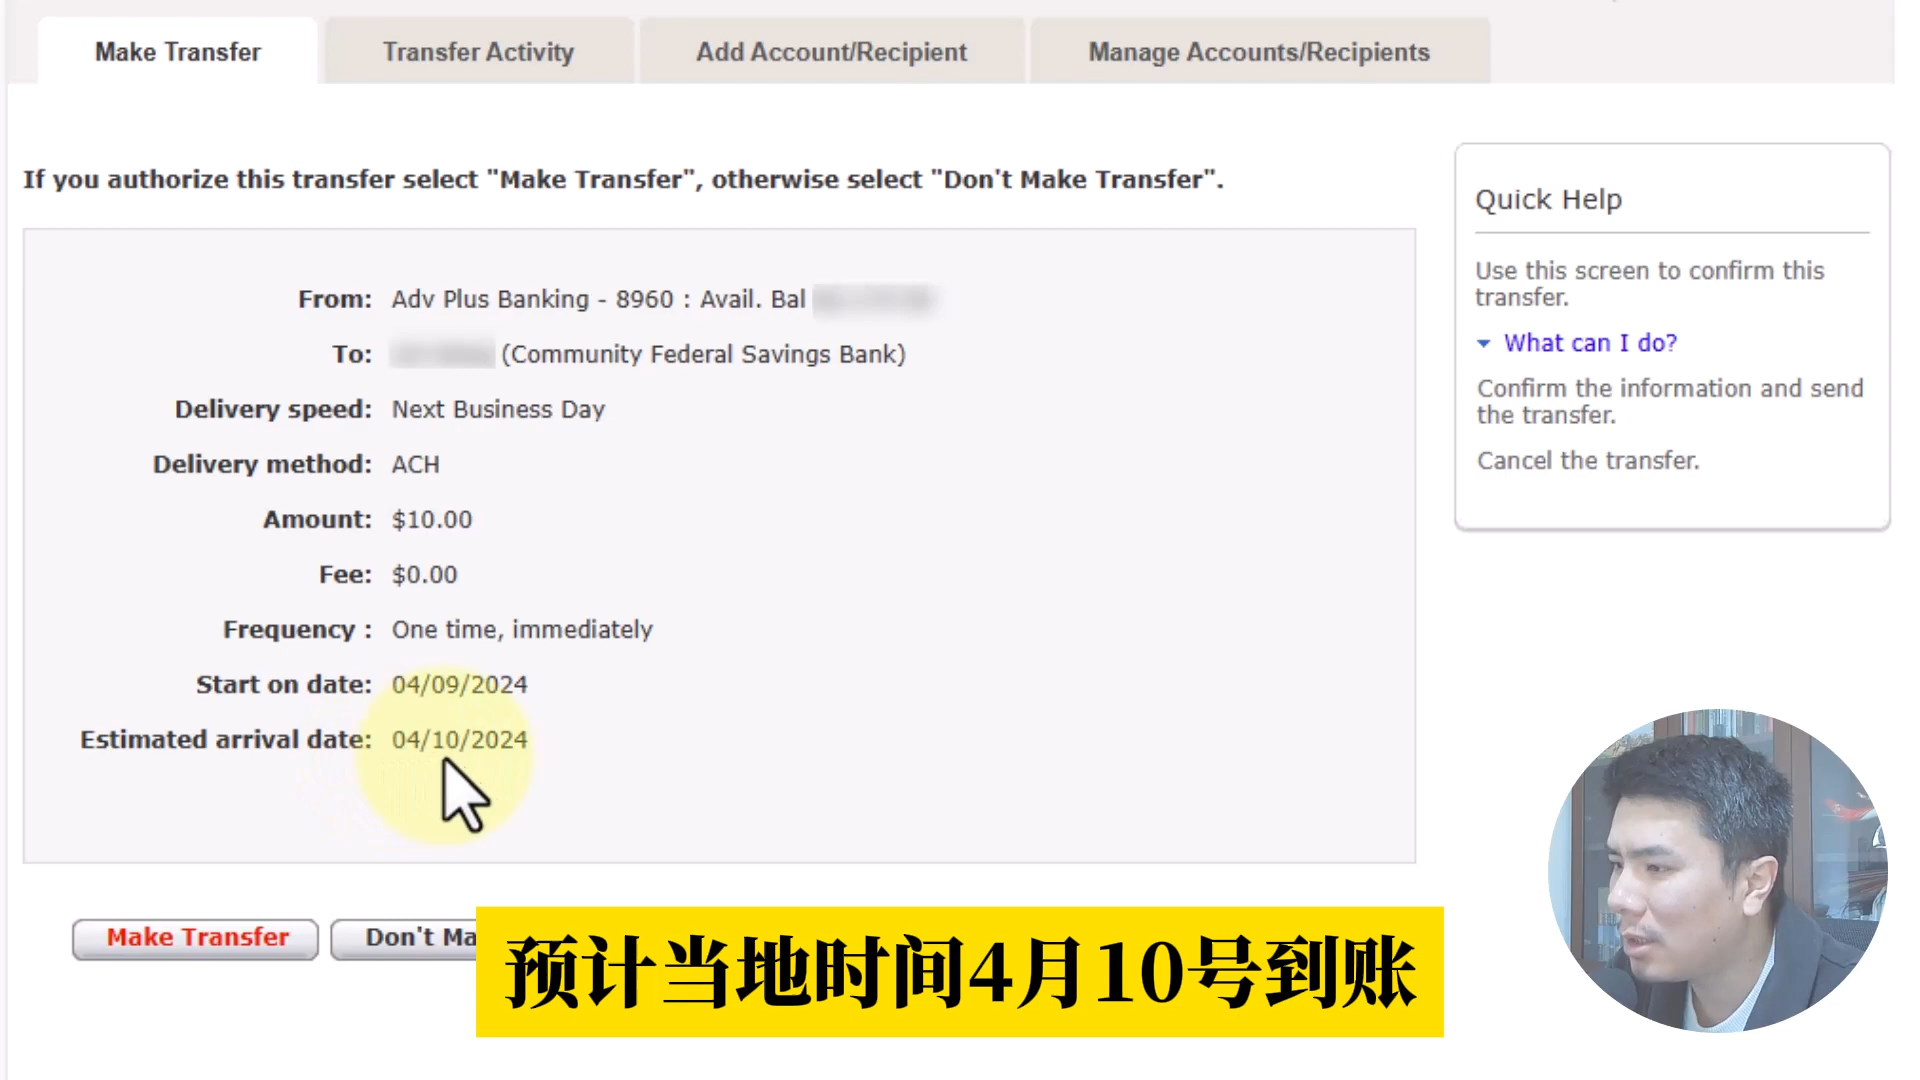 Make Transfer
Transfer Activity
Add Account/Recipient
Manage Accounts/Recipients
If you authorize this transfer select "Make Transfer", otherwise select "Don't Make Transfer".
From: Adv Plus Banking - 8960 : Avail. Bal
To: (Community Federal Savings Bank)
Delivery speed: Next Business Day
Delivery method: ACH
Amount: $10.00
Fee: $0.00
Frequency : One time, immediately
Start on date: 04/09/2024
Estimated arrival date: 04/10/2024
Make Transfer
Don't Ma
Quick Help
Use this screen to confirm this
transfer.
What can I do?
Confirm the information and send
the transfer.
Cancel the transfer.
预计当地时间4月10号到账